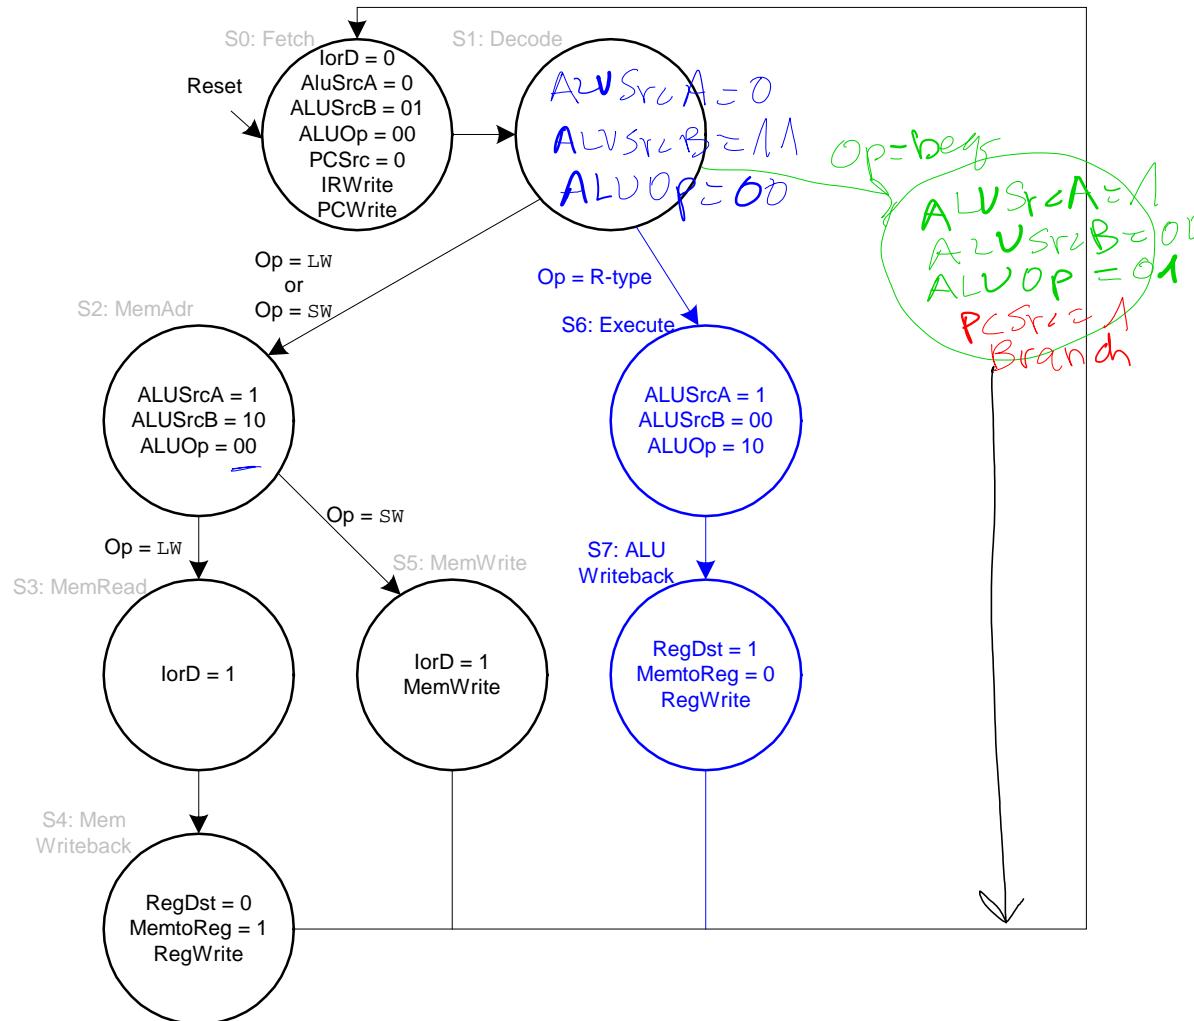 S0: Fetch
IorD = 0
AluSrcA = 0
ALUSrcB = 01
ALUOp = 00
PCSrc = 0
IRWrite
PCWrite
Reset
S1: Decode
ALUSrcA=0
ALUSrcB=11
ALUOp=00
Op=beq
ALUSrcA=1
ALUSrcB=00
ALUOp=01
PCSrc=1
Branch
Op = LW
or
Op = SW
Op = R-type
S2: MemAdr
ALUSrcA = 1
ALUSrcB = 10
ALUOp = 00
S6: Execute
ALUSrcA = 1
ALUSrcB = 00
ALUOp = 10
Op = LW
Op = SW
S3: MemRead
IorD = 1
S5: MemWrite
IorD = 1
MemWrite
S7: ALU
Writeback
RegDst = 1
MemtoReg = 0
RegWrite
S4: Mem
Writeback
RegDst = 0
MemtoReg = 1
RegWrite